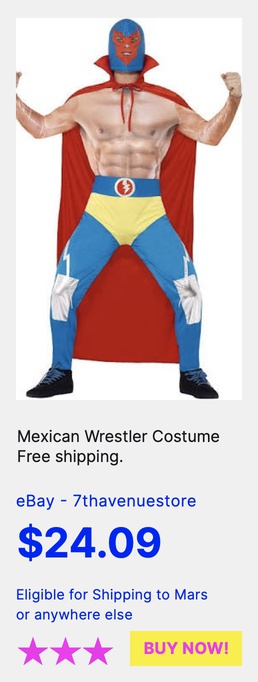 Mexican Wrestler Costume
Free shipping.
eBay - 7thavenuestore
$24.09
Eligible for Shipping to Mars
or anywhere else
BUY NOW!